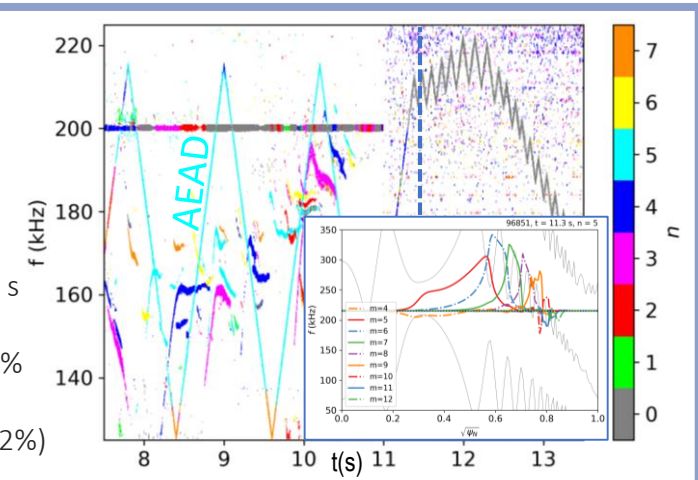 220
200
180
160
140
f (kHz)
AEAD
s
%
2%)
8
9
10
t(s)
11
12
13
7
6
5
4
3
2
1
0
n
96851, t = 11.3 s, n = 5
350
300
250
200
150
100
50
f (kHz)
m=4
m=5
m=6
m=7
m=8
m=9
m=10
m=11
m=12
0.0
0.2
0.4
0.6
0.8
1.0
√ψN